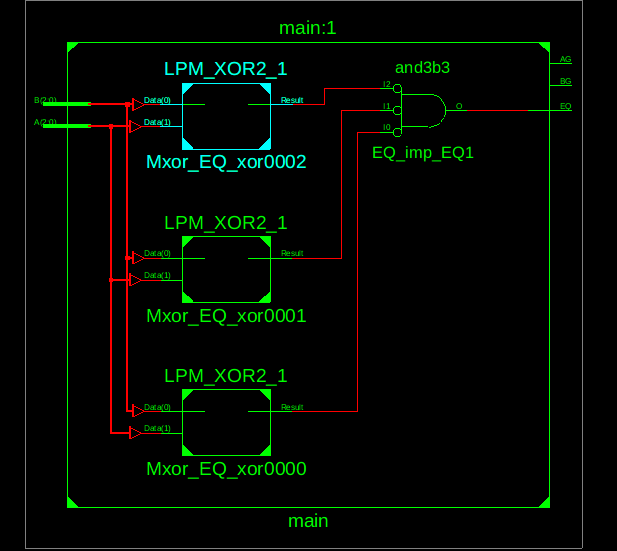 main:1
LPM_XOR2_1
and3b3
AG
BG
B(2:0)
Data(0)
Result
I2
A(2:0)
Data(1)
I1
O
EQ
I0
Mxor_EQ_xor0002
EQ_imp_EQ1
LPM_XOR2_1
Data(0)
Result
Data(1)
Mxor_EQ_xor0001
LPM_XOR2_1
Data(0)
Result
Data(1)
Mxor_EQ_xor0000
main